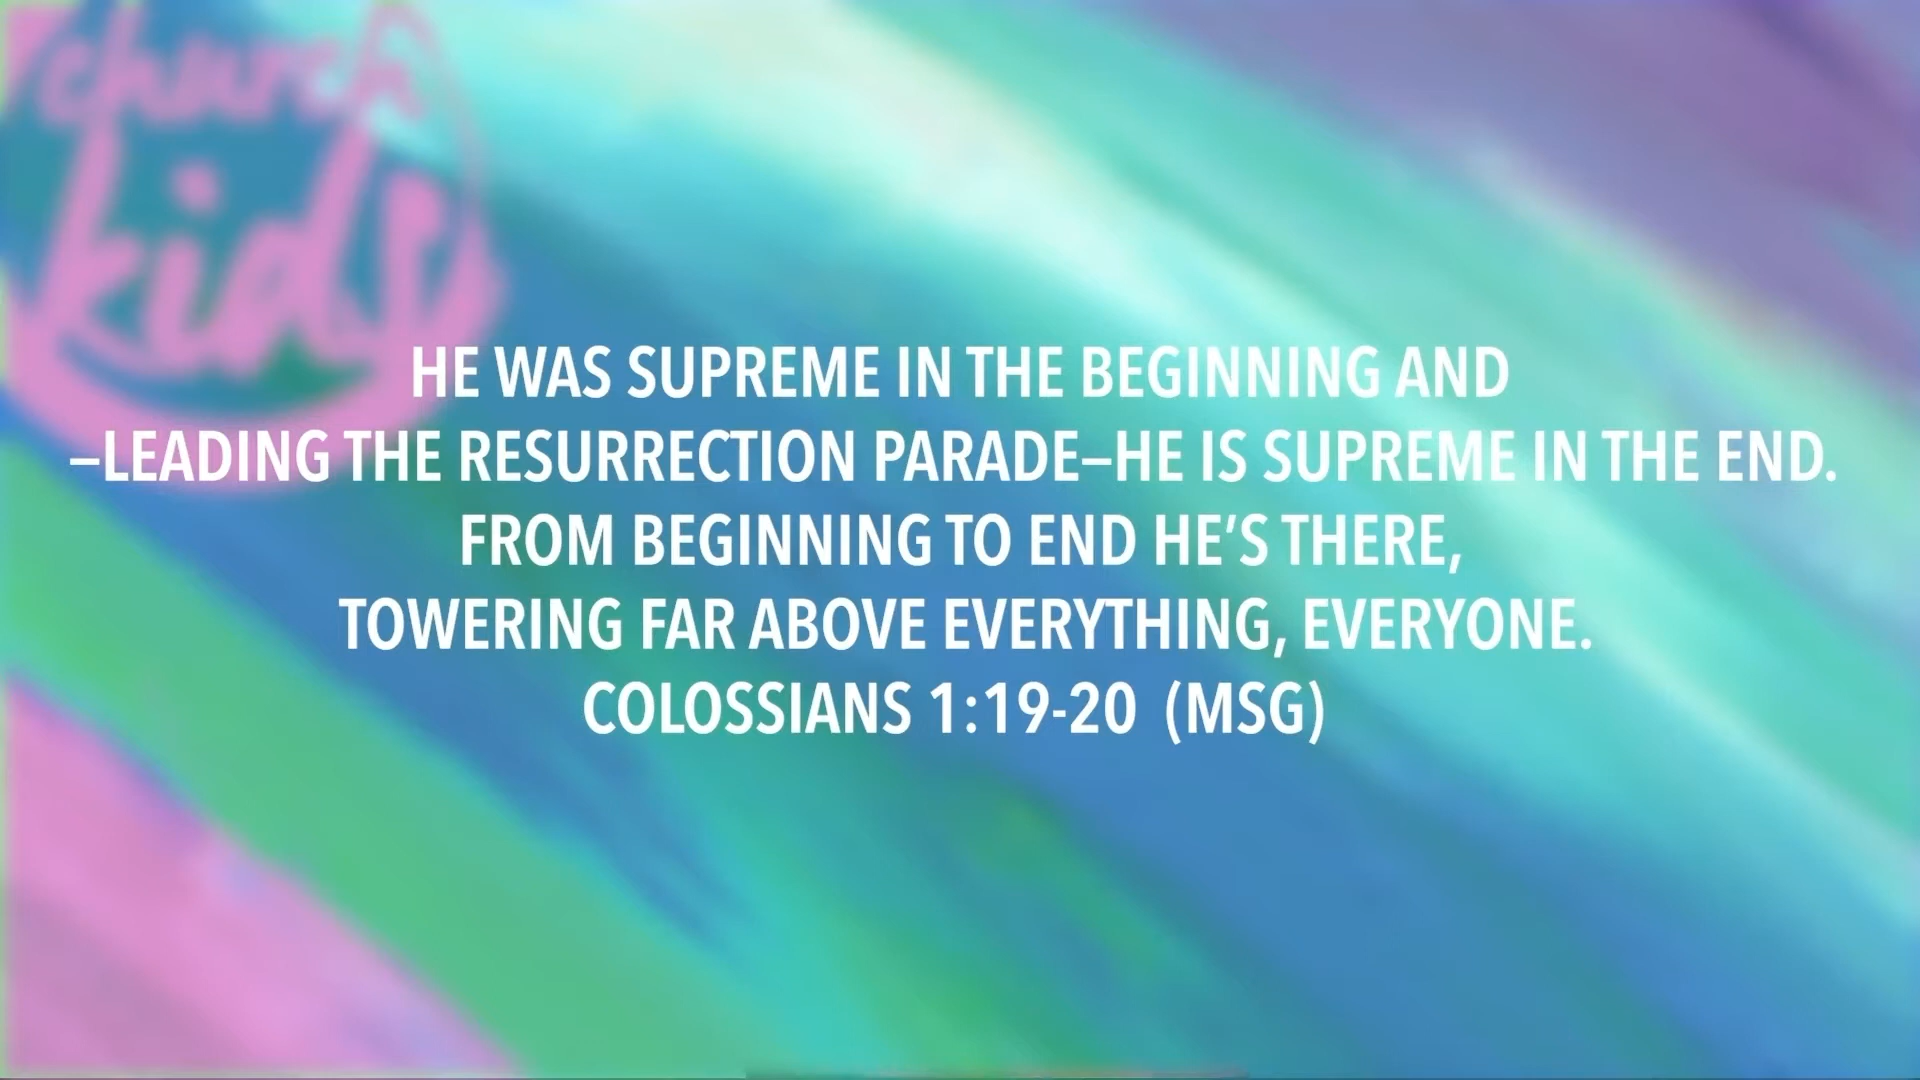 church
kids
HE WAS SUPREME IN THE BEGINNING AND
–LEADING THE RESURRECTION PARADE–HE IS SUPREME IN THE END.
FROM BEGINNING TO END HE'S THERE,
TOWERING FAR ABOVE EVERYTHING, EVERYONE.
COLOSSIANS 1:19-20 (MSG)